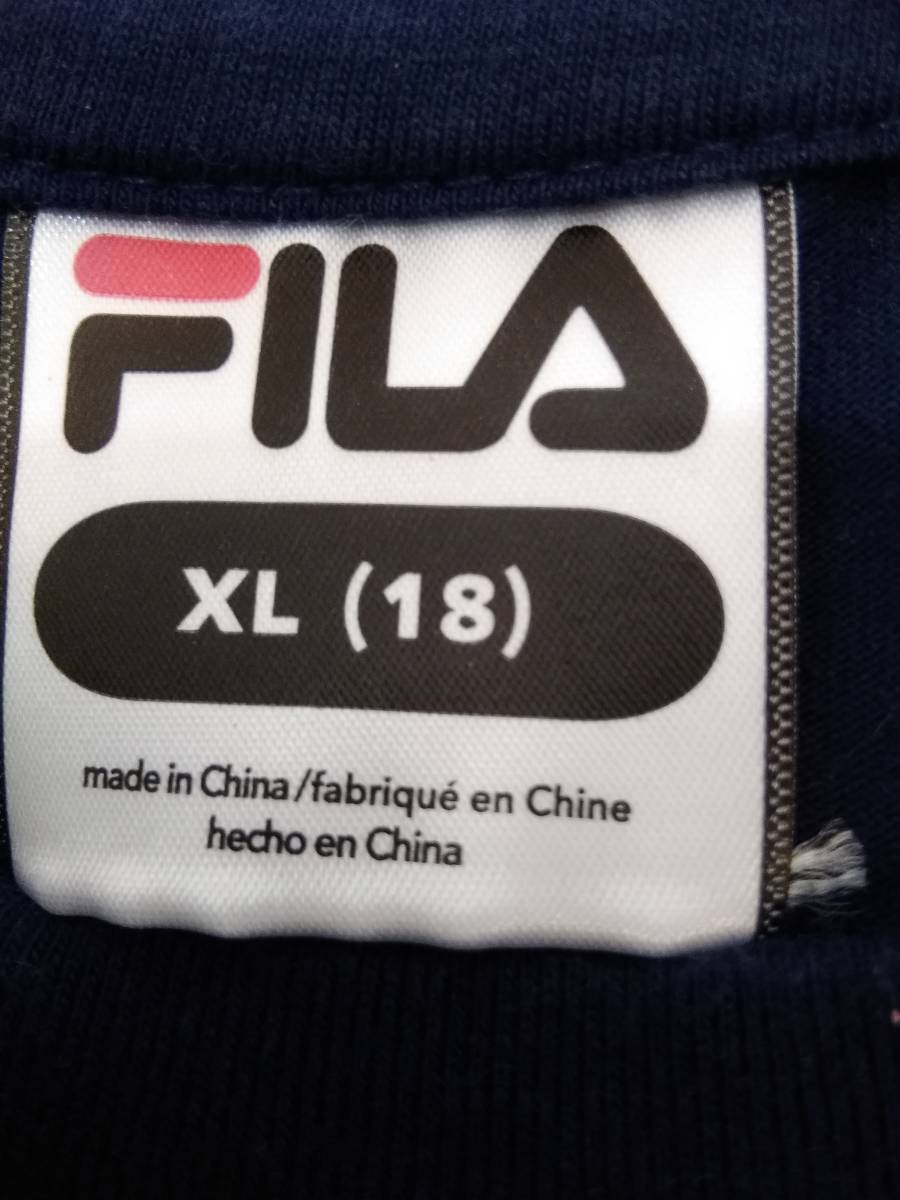 FILA
XL (18)
made in China/fabriqué en Chine
hecho en China